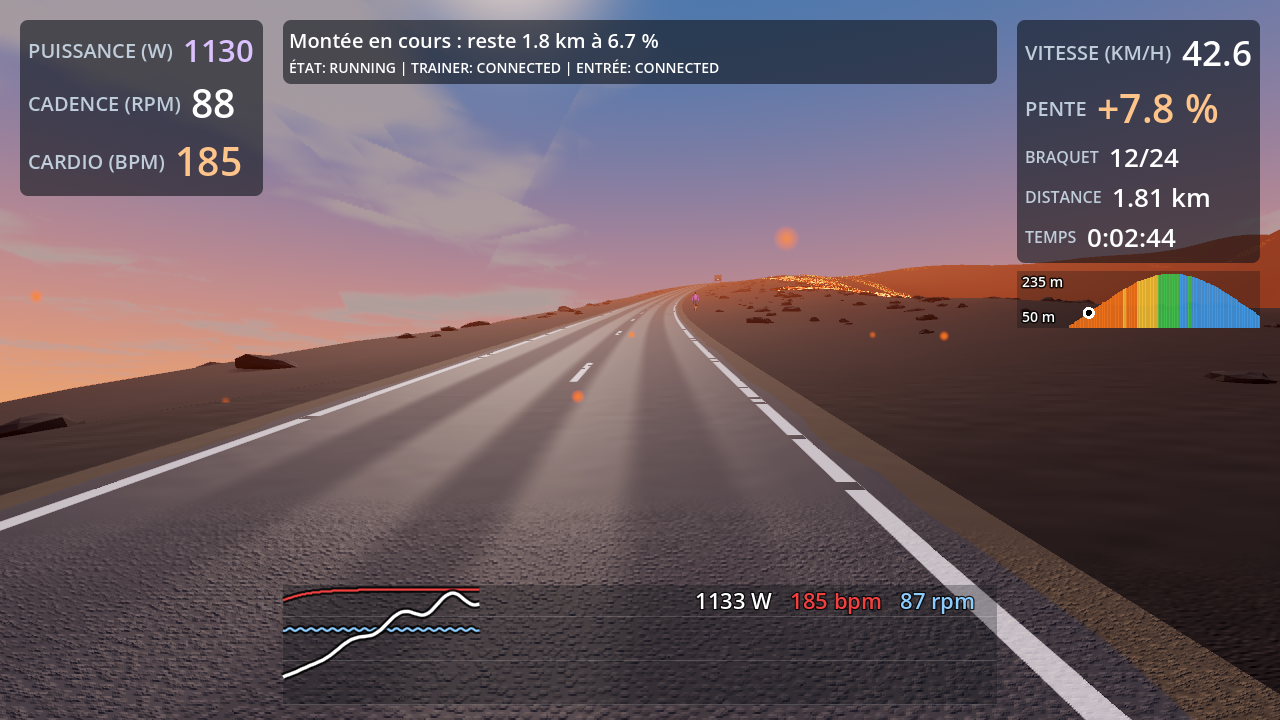 PUISSANCE (W) 1130
CADENCE (RPM) 88
CARDIO (BPM) 185
Montée en cours : reste 1.8 km à 6.7 %
ÉTAT: RUNNING | TRAINER: CONNECTED | ENTRÉE: CONNECTED
VITESSE (KM/H) 42.6
PENTE +7.8 %
BRAQUET 12/24
DISTANCE 1.81 km
TEMPS 0:02:44
235 m
50 m
1133 W 185 bpm 87 rpm